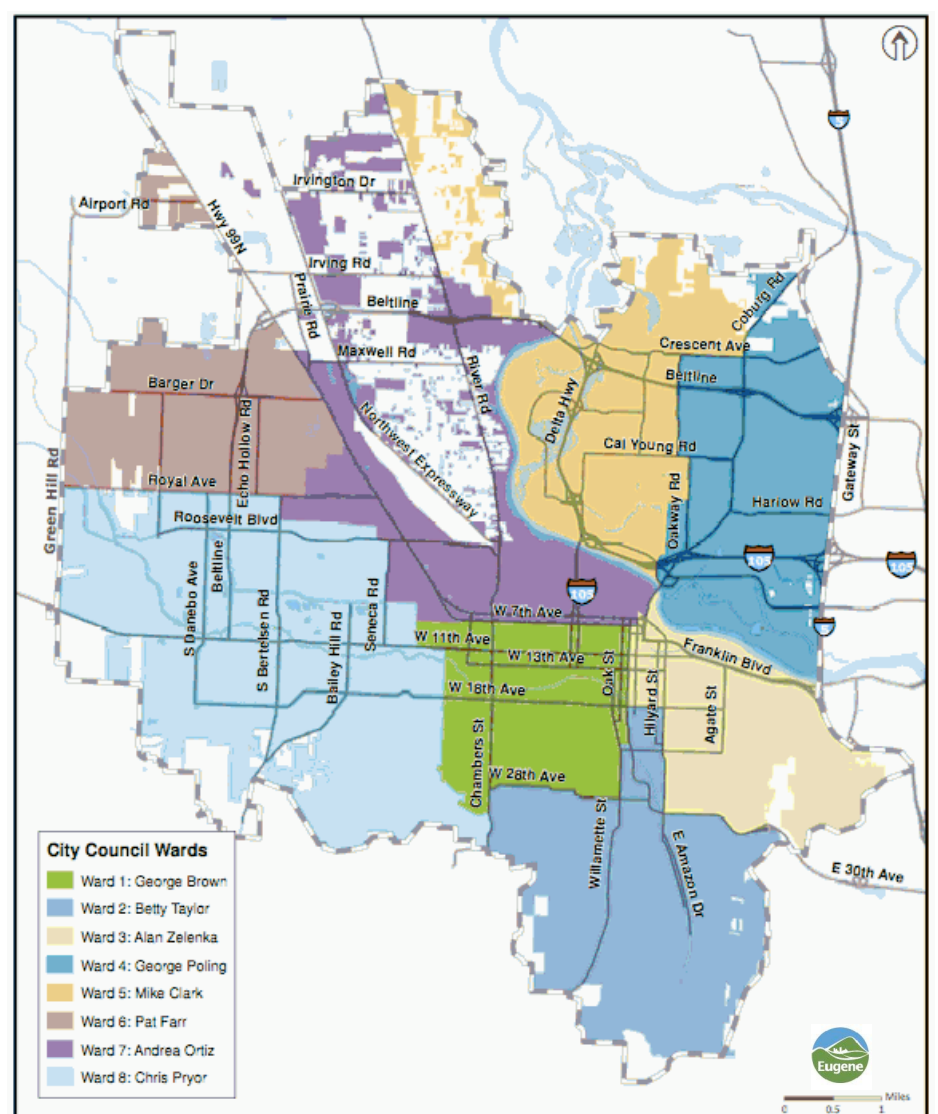 5
Irvington Dr
Airport Rd
Hwy 99N
Irving Rd
Prairie Rd
Beltline
Coburg Rd
Maxwell Rd
Crescent Ave
River Rd
Beltline
Barger Dr
Delta Hwy
Northwest Expressway
Echo Hollow Rd
Cal Young Rd
Gateway St
Royal Ave
Green Hill Rd
Oakway Rd
Harlow Rd
Roosevelt Blvd
105
105
S Danebo Ave
Beltline
105
Seneca Rd
W 7th Ave
S Bertelsen Rd
Bailey Hill Rd
W 11th Ave
5
W 13th Ave
Franklin Blvd
Oak St
W 18th Ave
Hilyard St
Agate St
Chambers St
W 28th Ave
Willamette St
E Amazon Dr
E 30th Ave
City Council Wards
Ward 1: George Brown
Ward 2: Betty Taylor
Ward 3: Alan Zelenka
Ward 4: George Poling
Ward 5: Mike Clark
Ward 6: Pat Farr
Ward 7: Andrea Ortiz
Ward 8: Chris Pryor
Eugene
Miles
0 0.5 1